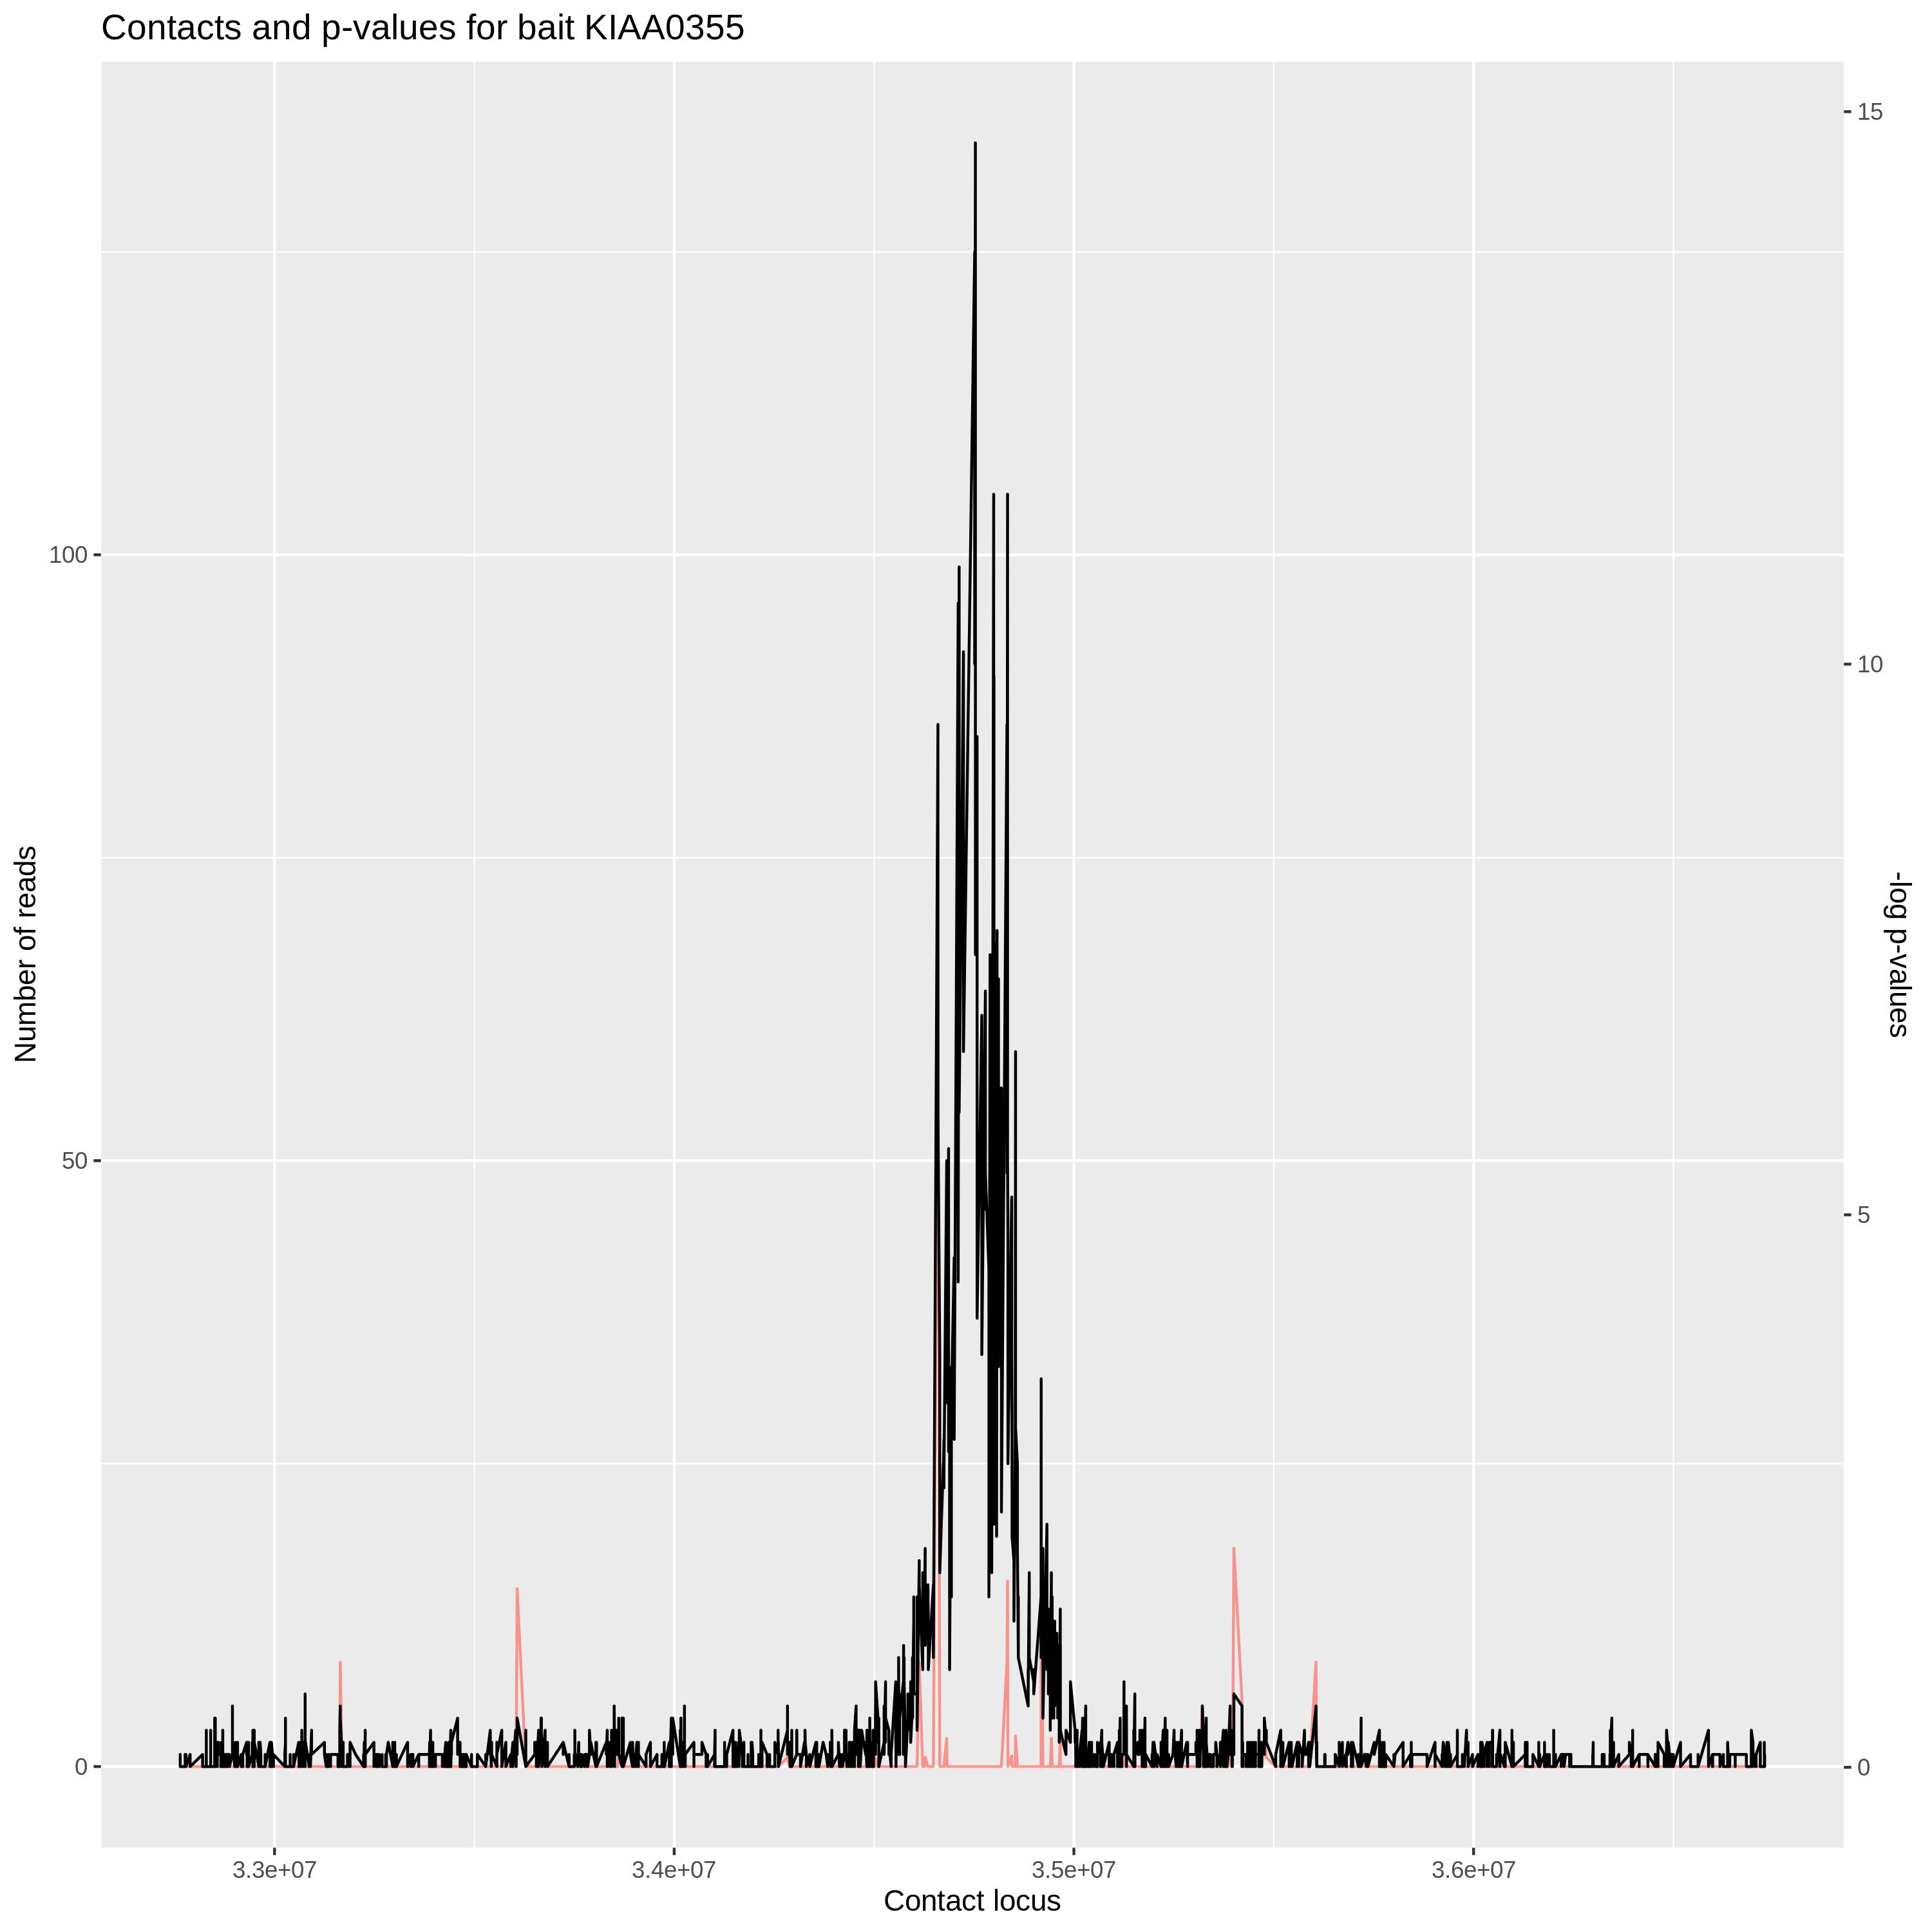 Contacts and p-values for bait KIAA0355
15
100
10
Number of reads
-log p-values
50
5
0
0
3.3e+07
3.4e+07
3.5e+07
3.6e+07
Contact locus